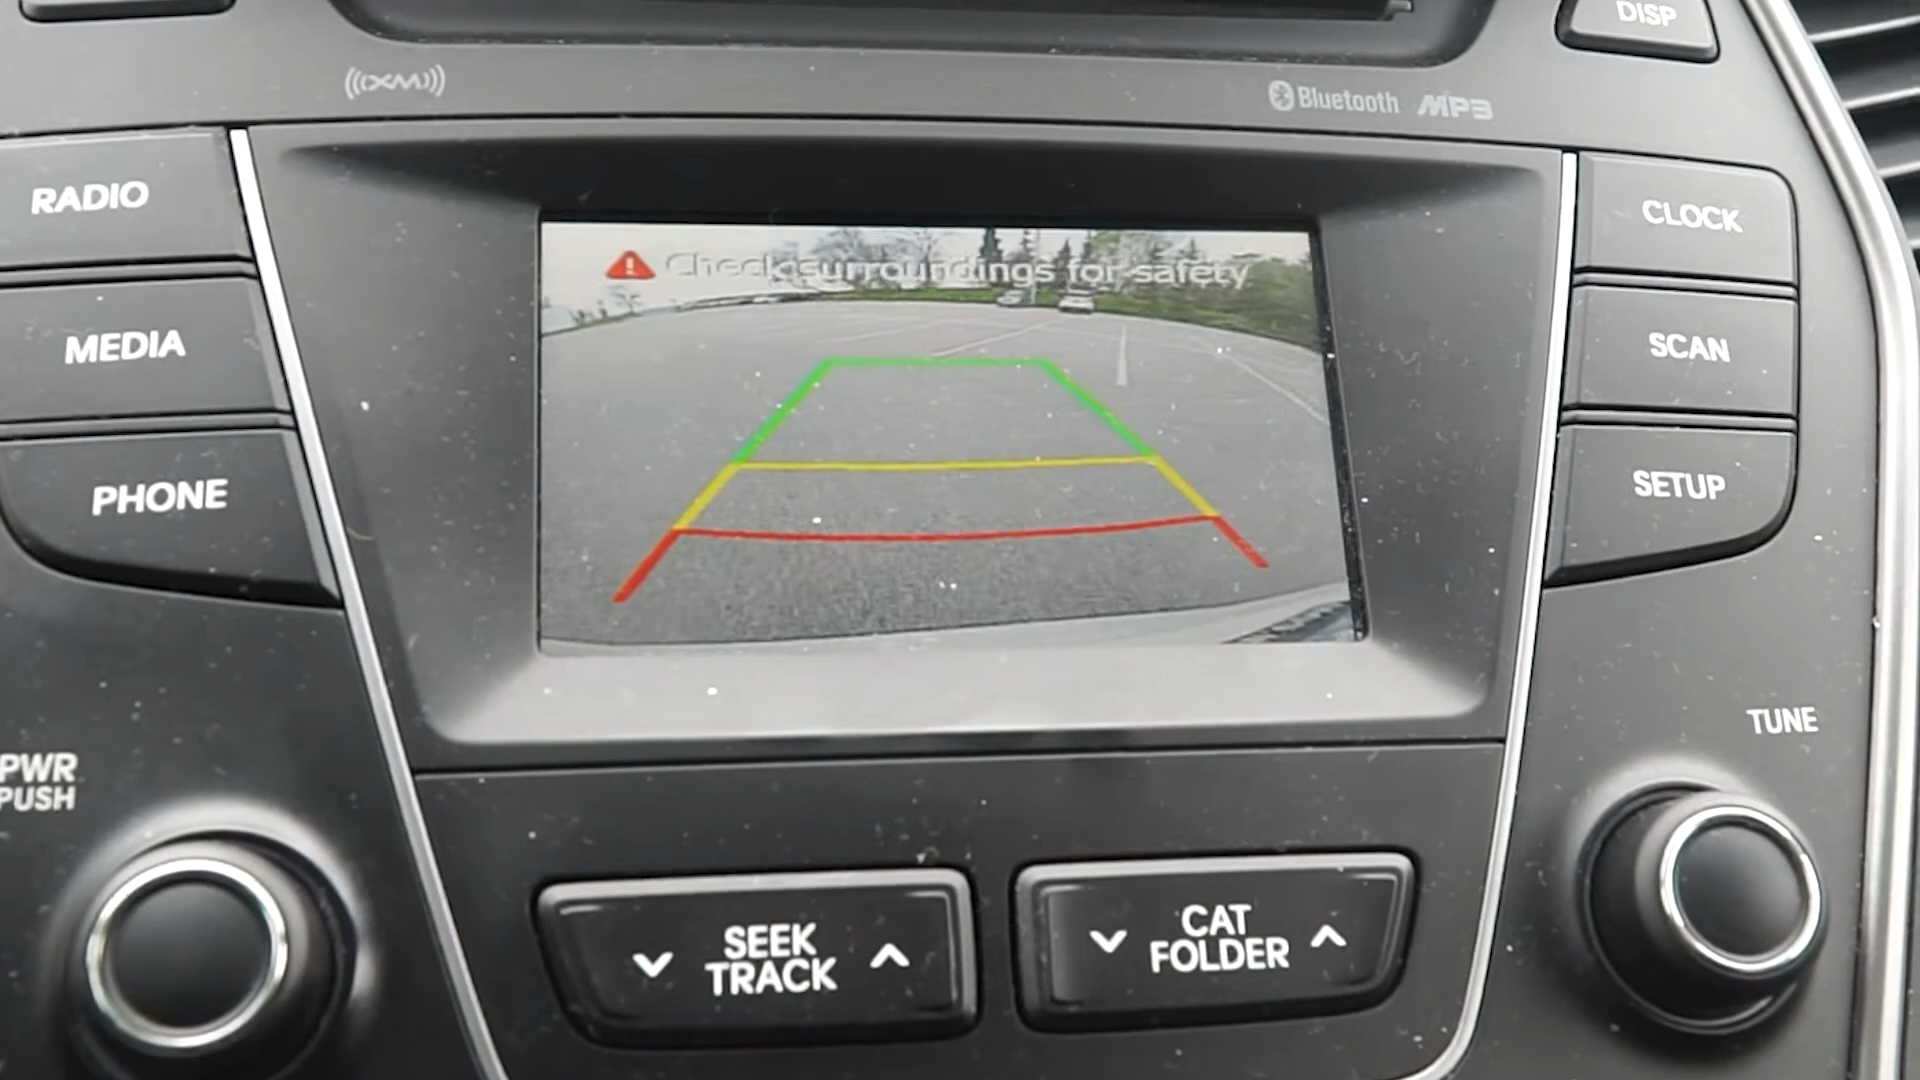 DISP
((XM))
Bluetooth MP3
RADIO
CLOCK
Check surroundings for safety
MEDIA
SCAN
PHONE
SETUP
TUNE
PWR
PUSH
SEEK
TRACK
CAT
FOLDER